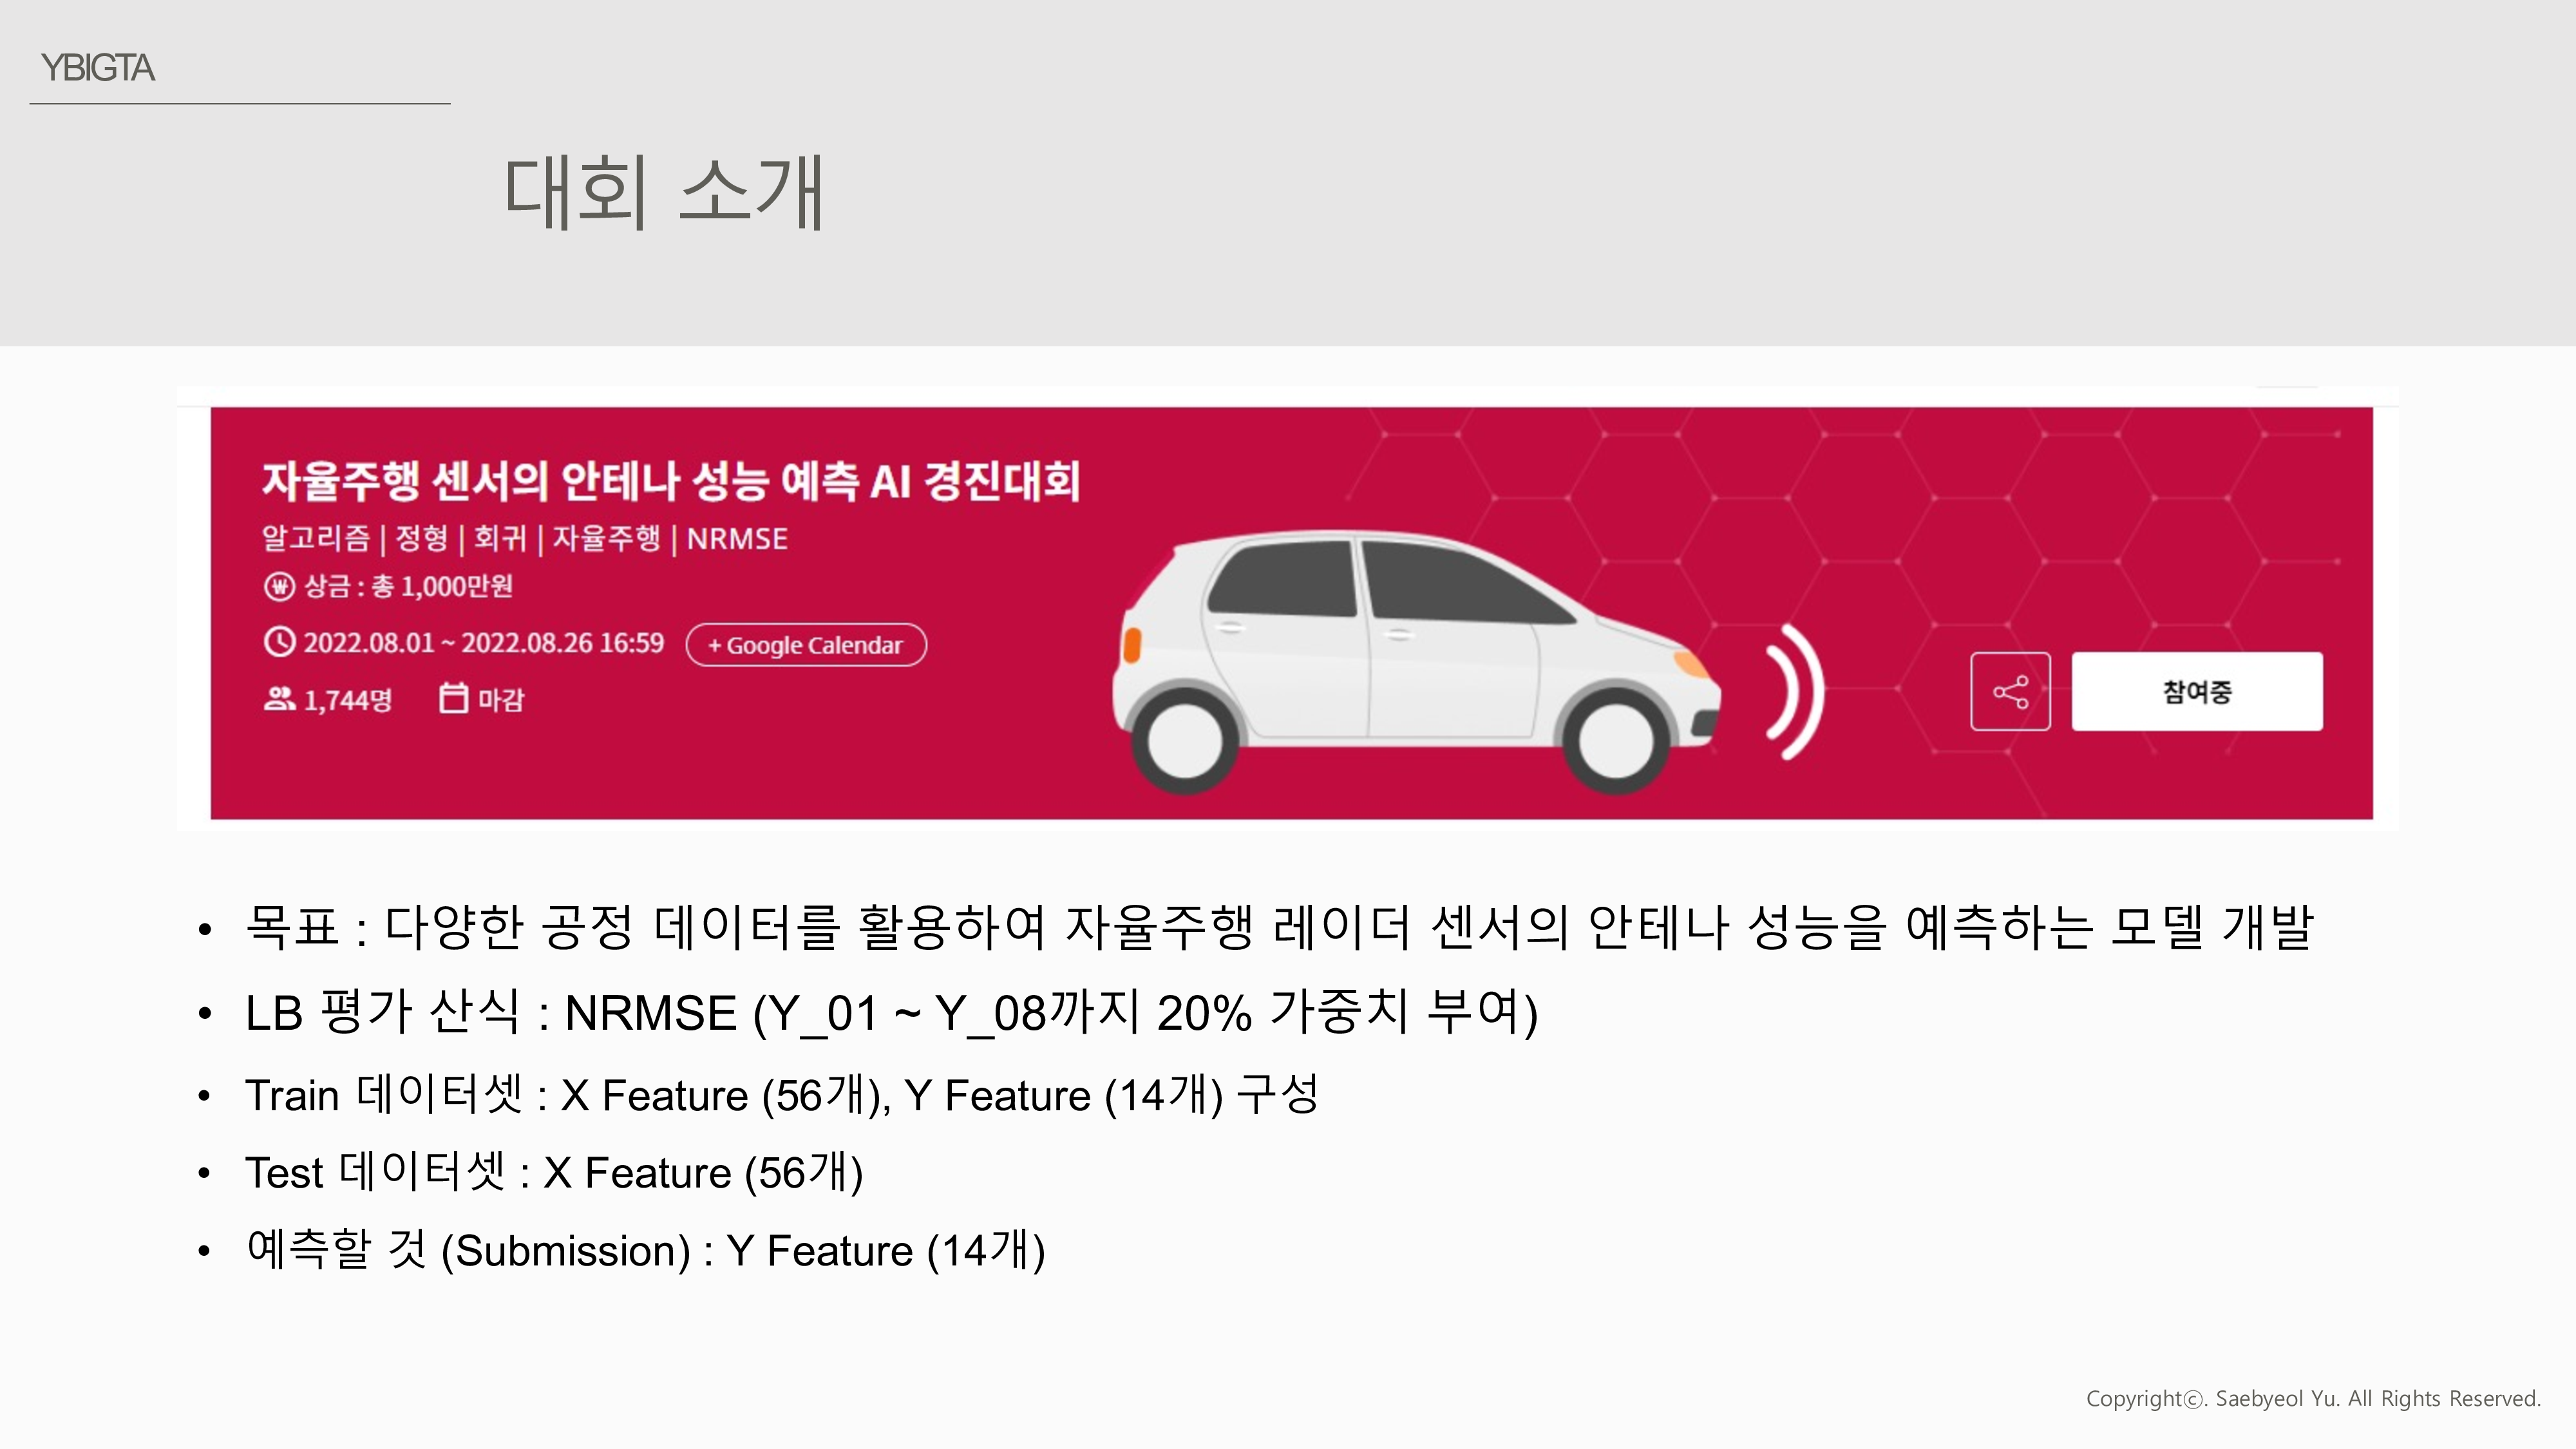 YBIGTA
대회 소개
자율주행 센서의 안테나 성능 예측 AI 경진대회
알고리즘 | 정형 | 회귀 | 자율주행 | NRMSE
₩ 상금 : 총 1,000만원
2022.08.01 ~ 2022.08.26 16:59 + Google Calendar
1,744명 마감
참여중
• 목표 : 다양한 공정 데이터를 활용하여 자율주행 레이더 센서의 안테나 성능을 예측하는 모델 개발
• LB 평가 산식 : NRMSE (Y_01 ~ Y_08까지 20% 가중치 부여)
• Train 데이터셋 : X Feature (56개), Y Feature (14개) 구성
• Test 데이터셋 : X Feature (56개)
• 예측할 것 (Submission) : Y Feature (14개)
Copyrightⓒ. Saebyeol Yu. All Rights Reserved.